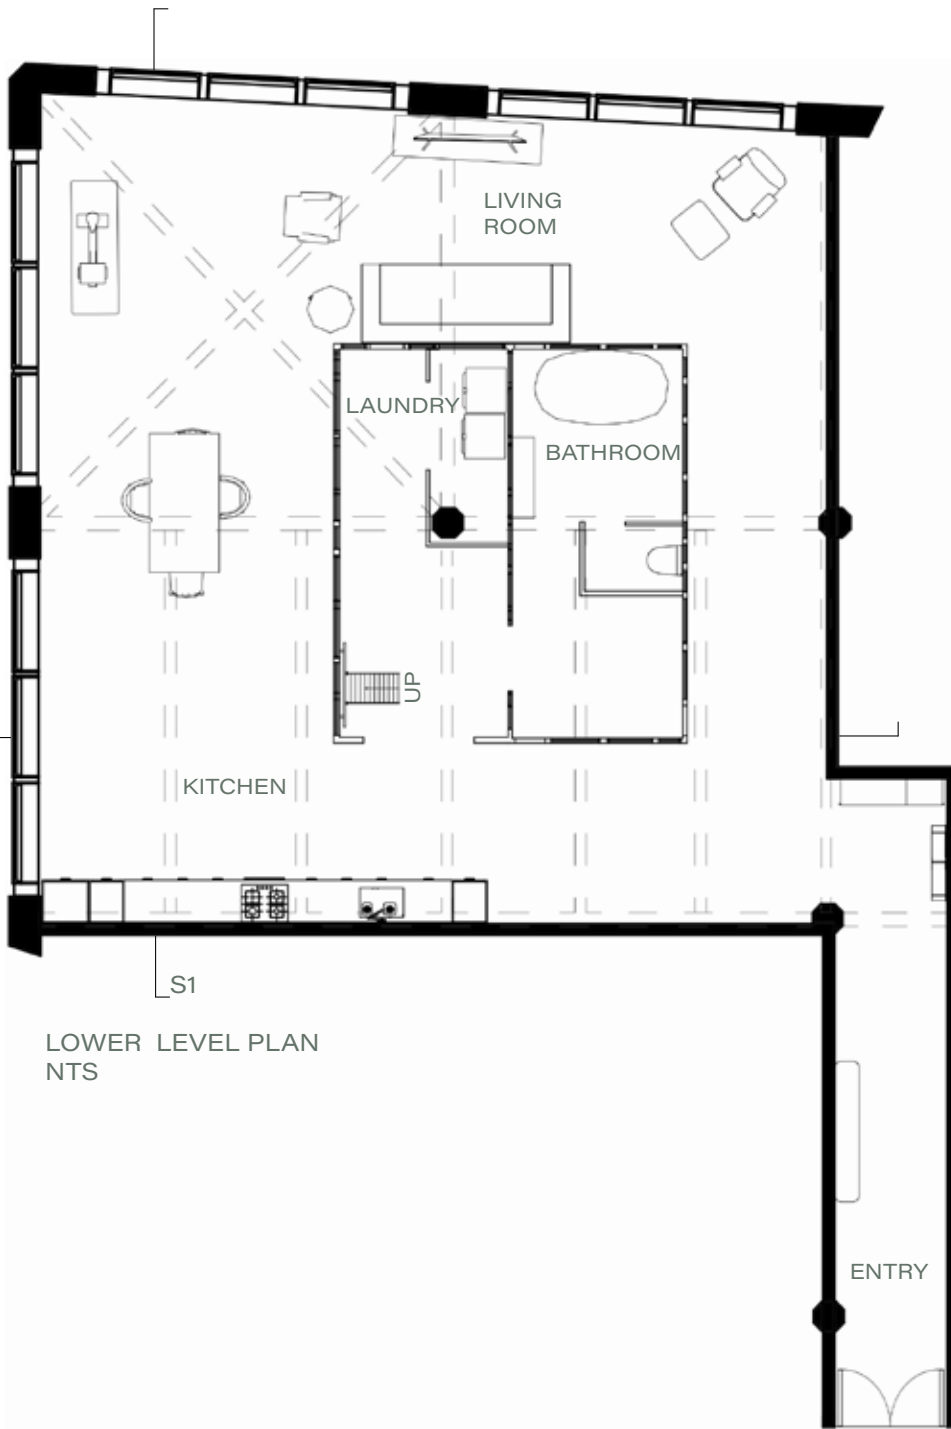 LIVING
ROOM
LAUNDRY
BATHROOM
UP
KITCHEN
S1
LOWER LEVEL PLAN
NTS
ENTRY